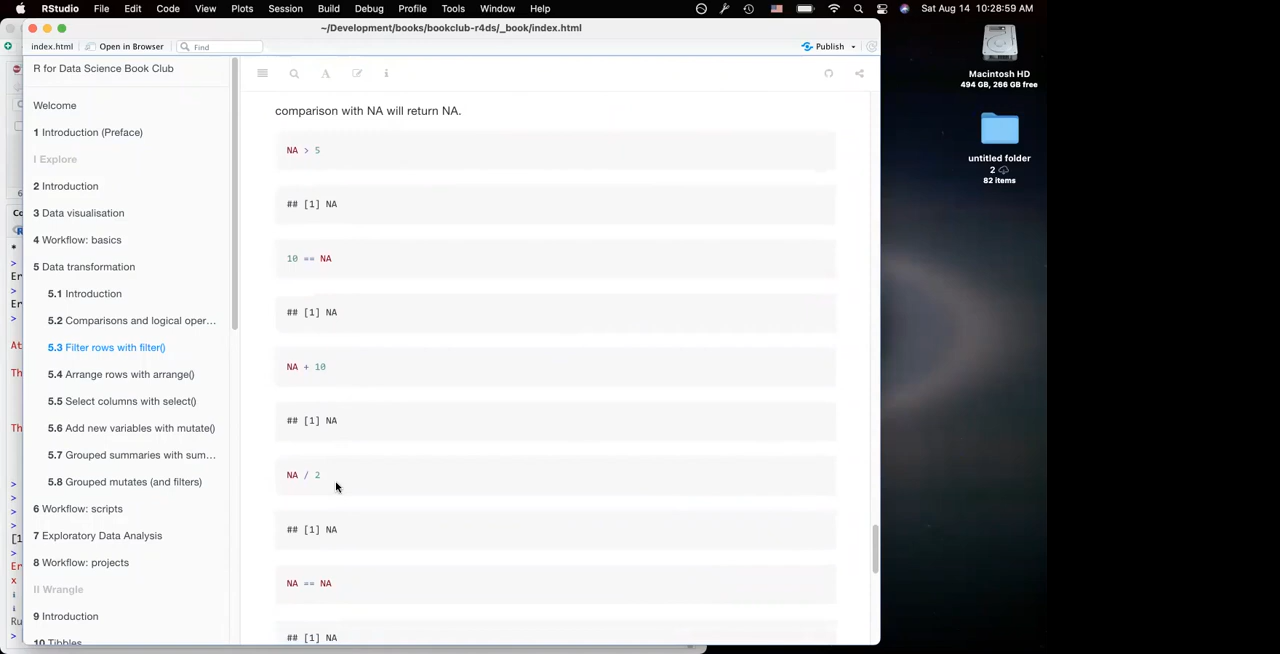 RStudio File Edit Code View Plots Session Build Debug Profile Tools Window Help Sat Aug 14 10:28:59 AM
~/Development/books/bookclub-r4ds/_book/index.html
index.html Open in Browser Find Publish
R for Data Science Book Club
Welcome
1 Introduction (Preface)
I Explore
2 Introduction
3 Data visualisation
4 Workflow: basics
5 Data transformation
5.1 Introduction
5.2 Comparisons and logical oper...
5.3 Filter rows with filter()
5.4 Arrange rows with arrange()
5.5 Select columns with select()
5.6 Add new variables with mutate()
5.7 Grouped summaries with sum...
5.8 Grouped mutates (and filters)
6 Workflow: scripts
7 Exploratory Data Analysis
8 Workflow: projects
II Wrangle
9 Introduction
10 Tibbles
comparison with NA will return NA.
NA > 5
## [1] NA
10 == NA
## [1] NA
NA + 10
## [1] NA
NA / 2
## [1] NA
NA == NA
## [1] NA
Macintosh HD
494 GB, 266 GB free
untitled folder
2
82 items